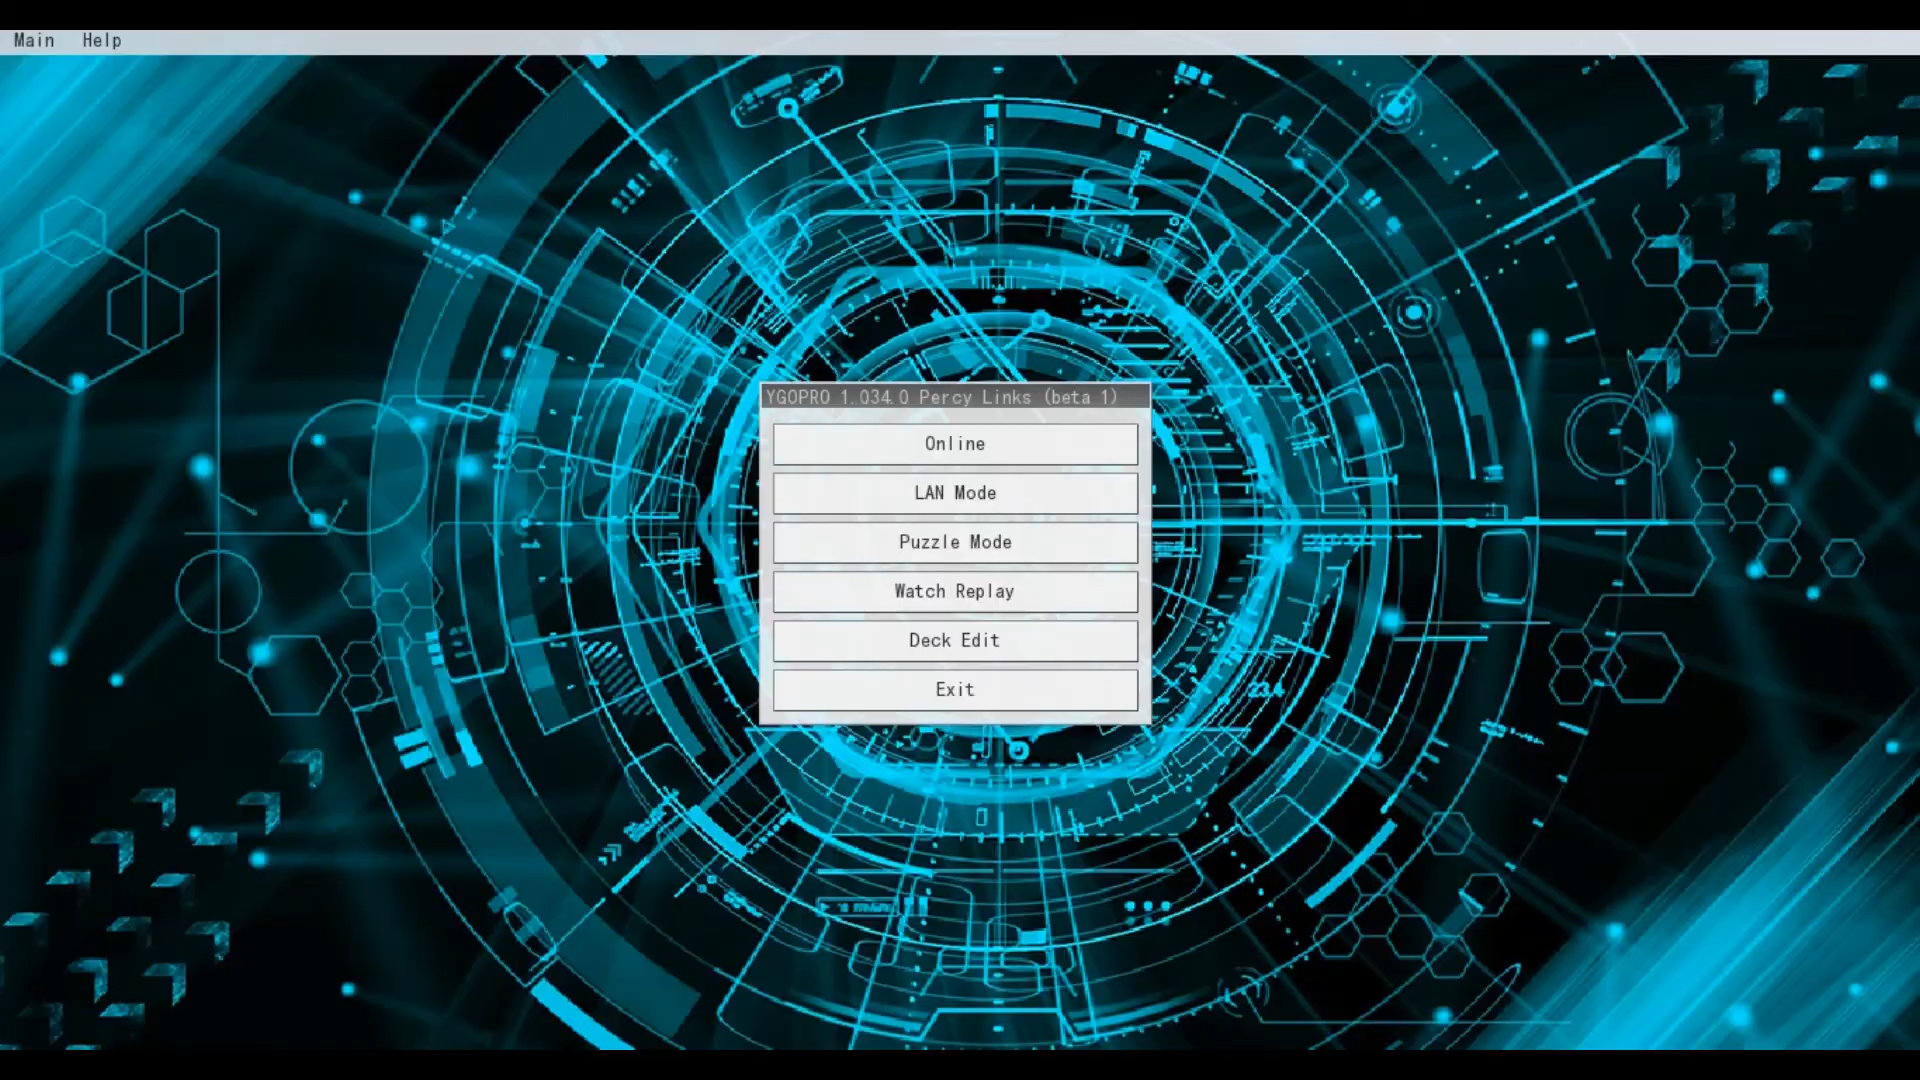 Main Help
YGOPRO 1.034.0 Percy Links (beta 1)
Online
LAN Mode
Puzzle Mode
Watch Replay
Deck Edit
Exit
234